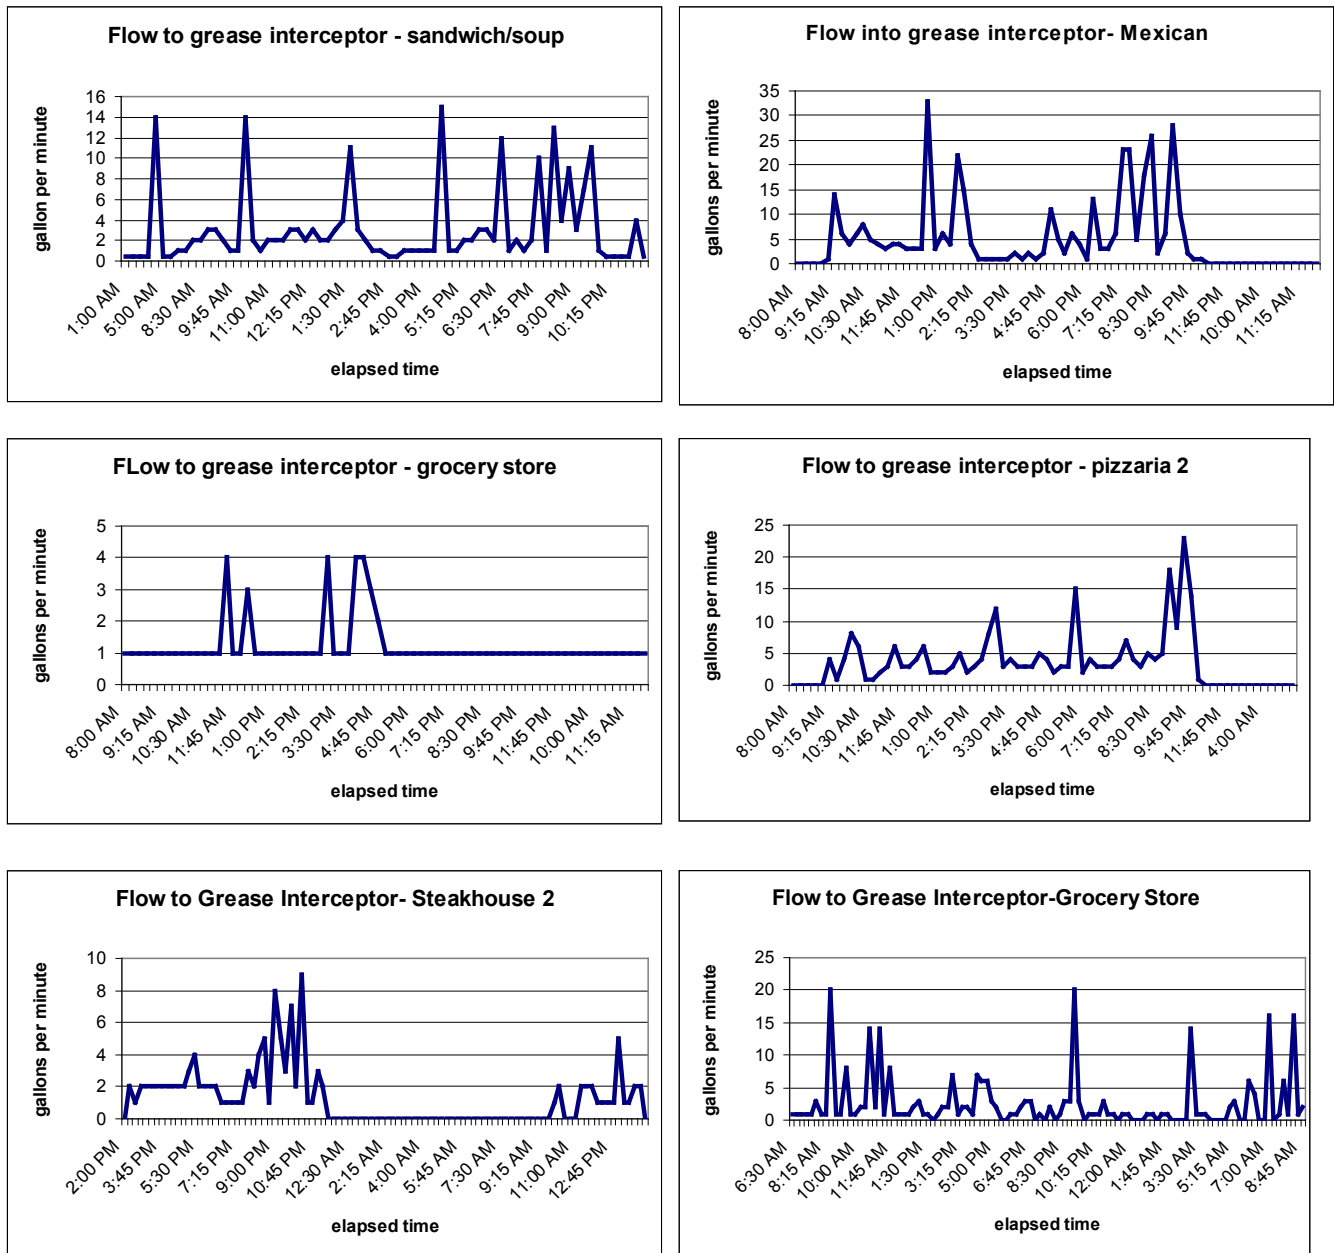 Flow to grease interceptor - sandwich/soup
gallon per minute
16
14
12
10
8
6
4
2
0
1:00 AM
5:00 AM
8:30 AM
9:45 AM
11:00 AM
12:15 PM
1:30 PM
2:45 PM
4:00 PM
5:15 PM
6:30 PM
7:45 PM
9:00 PM
10:15 PM
elapsed time
Flow into grease interceptor- Mexican
gallons per minute
35
30
25
20
15
10
5
0
8:00 AM
9:15 AM
10:30 AM
11:45 AM
1:00 PM
2:15 PM
3:30 PM
4:45 PM
6:00 PM
7:15 PM
8:30 PM
9:45 PM
11:45 PM
10:00 AM
11:15 AM
elapsed time
FLow to grease interceptor - grocery store
gallons per minute
5
4
3
2
1
0
8:00 AM
9:15 AM
10:30 AM
11:45 AM
1:00 PM
2:15 PM
3:30 PM
4:45 PM
6:00 PM
7:15 PM
8:30 PM
9:45 PM
11:45 PM
10:00 AM
11:15 AM
elapsed time
Flow to grease interceptor - pizzaria 2
gallons per minute
25
20
15
10
5
0
8:00 AM
9:15 AM
10:30 AM
11:45 AM
1:00 PM
2:15 PM
3:30 PM
4:45 PM
6:00 PM
7:15 PM
8:30 PM
9:45 PM
11:45 PM
4:00 AM
elapsed time
Flow to Grease Interceptor- Steakhouse 2
gallons per minute
10
8
6
4
2
0
2:00 PM
3:45 PM
5:30 PM
7:15 PM
9:00 PM
10:45 PM
12:30 AM
2:15 AM
4:00 AM
5:45 AM
7:30 AM
9:15 AM
11:00 AM
12:45 PM
elapsed time
Flow to Grease Interceptor-Grocery Store
gallons per minute
25
20
15
10
5
0
6:30 AM
8:15 AM
10:00 AM
11:45 AM
1:30 PM
3:15 PM
5:00 PM
6:45 PM
8:30 PM
10:15 PM
12:00 AM
1:45 AM
3:30 AM
5:15 AM
7:00 AM
8:45 AM
elapsed time